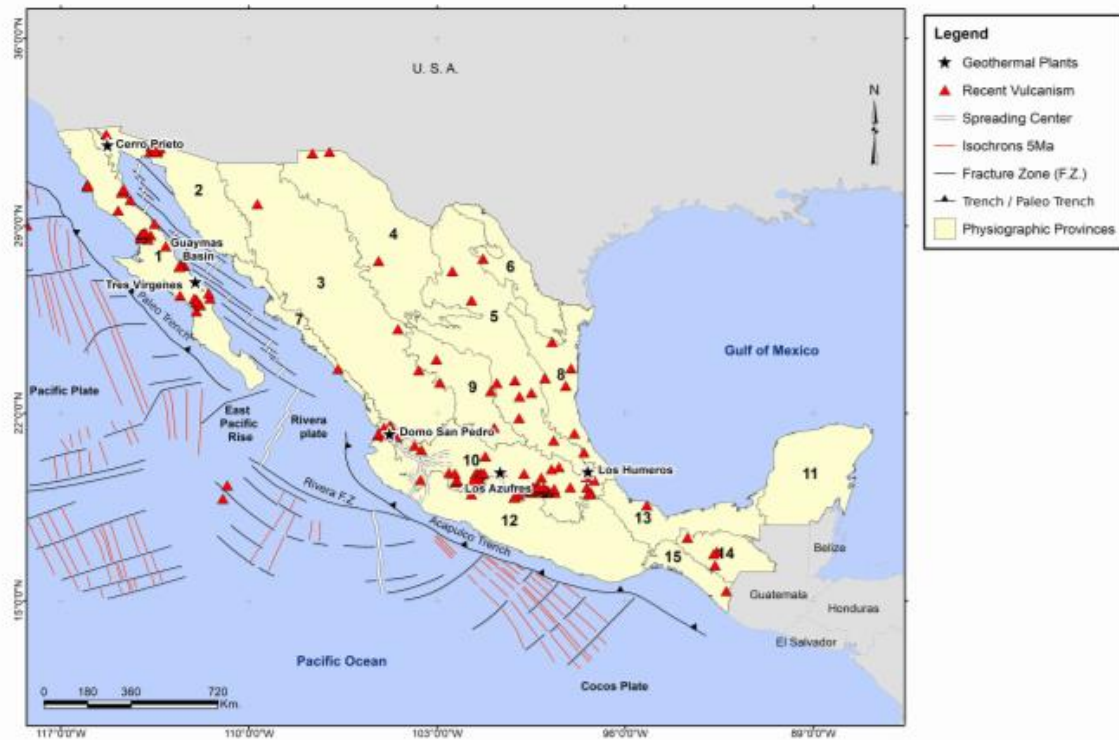 36°0'0"N
29°0'0"N
22°0'0"N
15°0'0"N
117°0'0"W
110°0'0"W
103°0'0"W
96°0'0"W
89°0'0"W
U. S. A.
N
Cerro Prieto
2
4
6
Guaymas
Basin
1
Tres Virgenes
Paleo Trench
3
5
7
Gulf of Mexico
8
9
Pacific Plate
East
Pacific
Rise
Rivera
plate
Domo San Pedro
10
Los Humeros
11
Los Azufres
Rivera F.Z.
12
13
Acapulco Trench
15
14
Belize
Guatemala
Honduras
El Salvador
Pacific Ocean
Cocos Plate
0 180 360 720
Km.
Legend
Geothermal Plants
Recent Vulcanism
Spreading Center
Isochrons 5Ma
Fracture Zone (F.Z.)
Trench / Paleo Trench
Physiographic Provinces